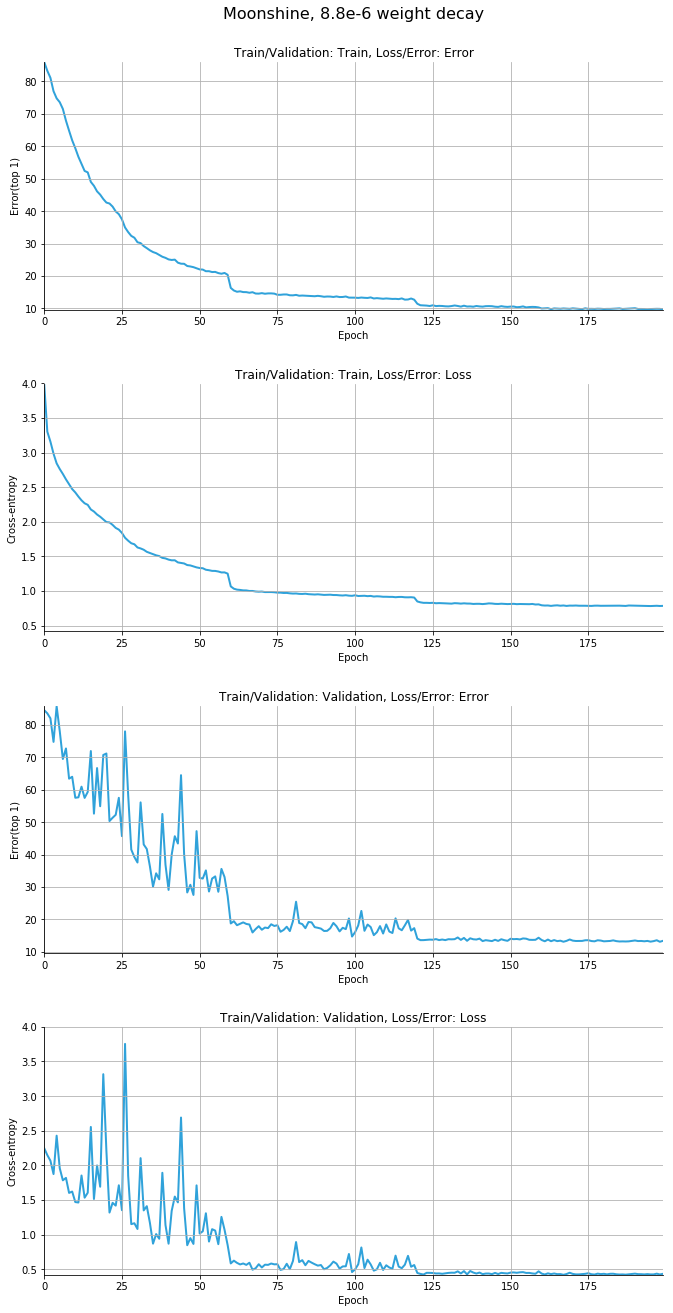 Moonshine, 8.8e-6 weight decay
Train/Validation: Train, Loss/Error: Error
80
70
60
50
40
30
20
10
Error(top 1)
0 25 50 75 100 125 150 175
Epoch
Train/Validation: Train, Loss/Error: Loss
4.0
3.5
3.0
2.5
2.0
1.5
1.0
0.5
Cross-entropy
0 25 50 75 100 125 150 175
Epoch
Train/Validation: Validation, Loss/Error: Error
80
70
60
50
40
30
20
10
Error(top 1)
0 25 50 75 100 125 150 175
Epoch
Train/Validation: Validation, Loss/Error: Loss
4.0
3.5
3.0
2.5
2.0
1.5
1.0
0.5
Cross-entropy
0 25 50 75 100 125 150 175
Epoch